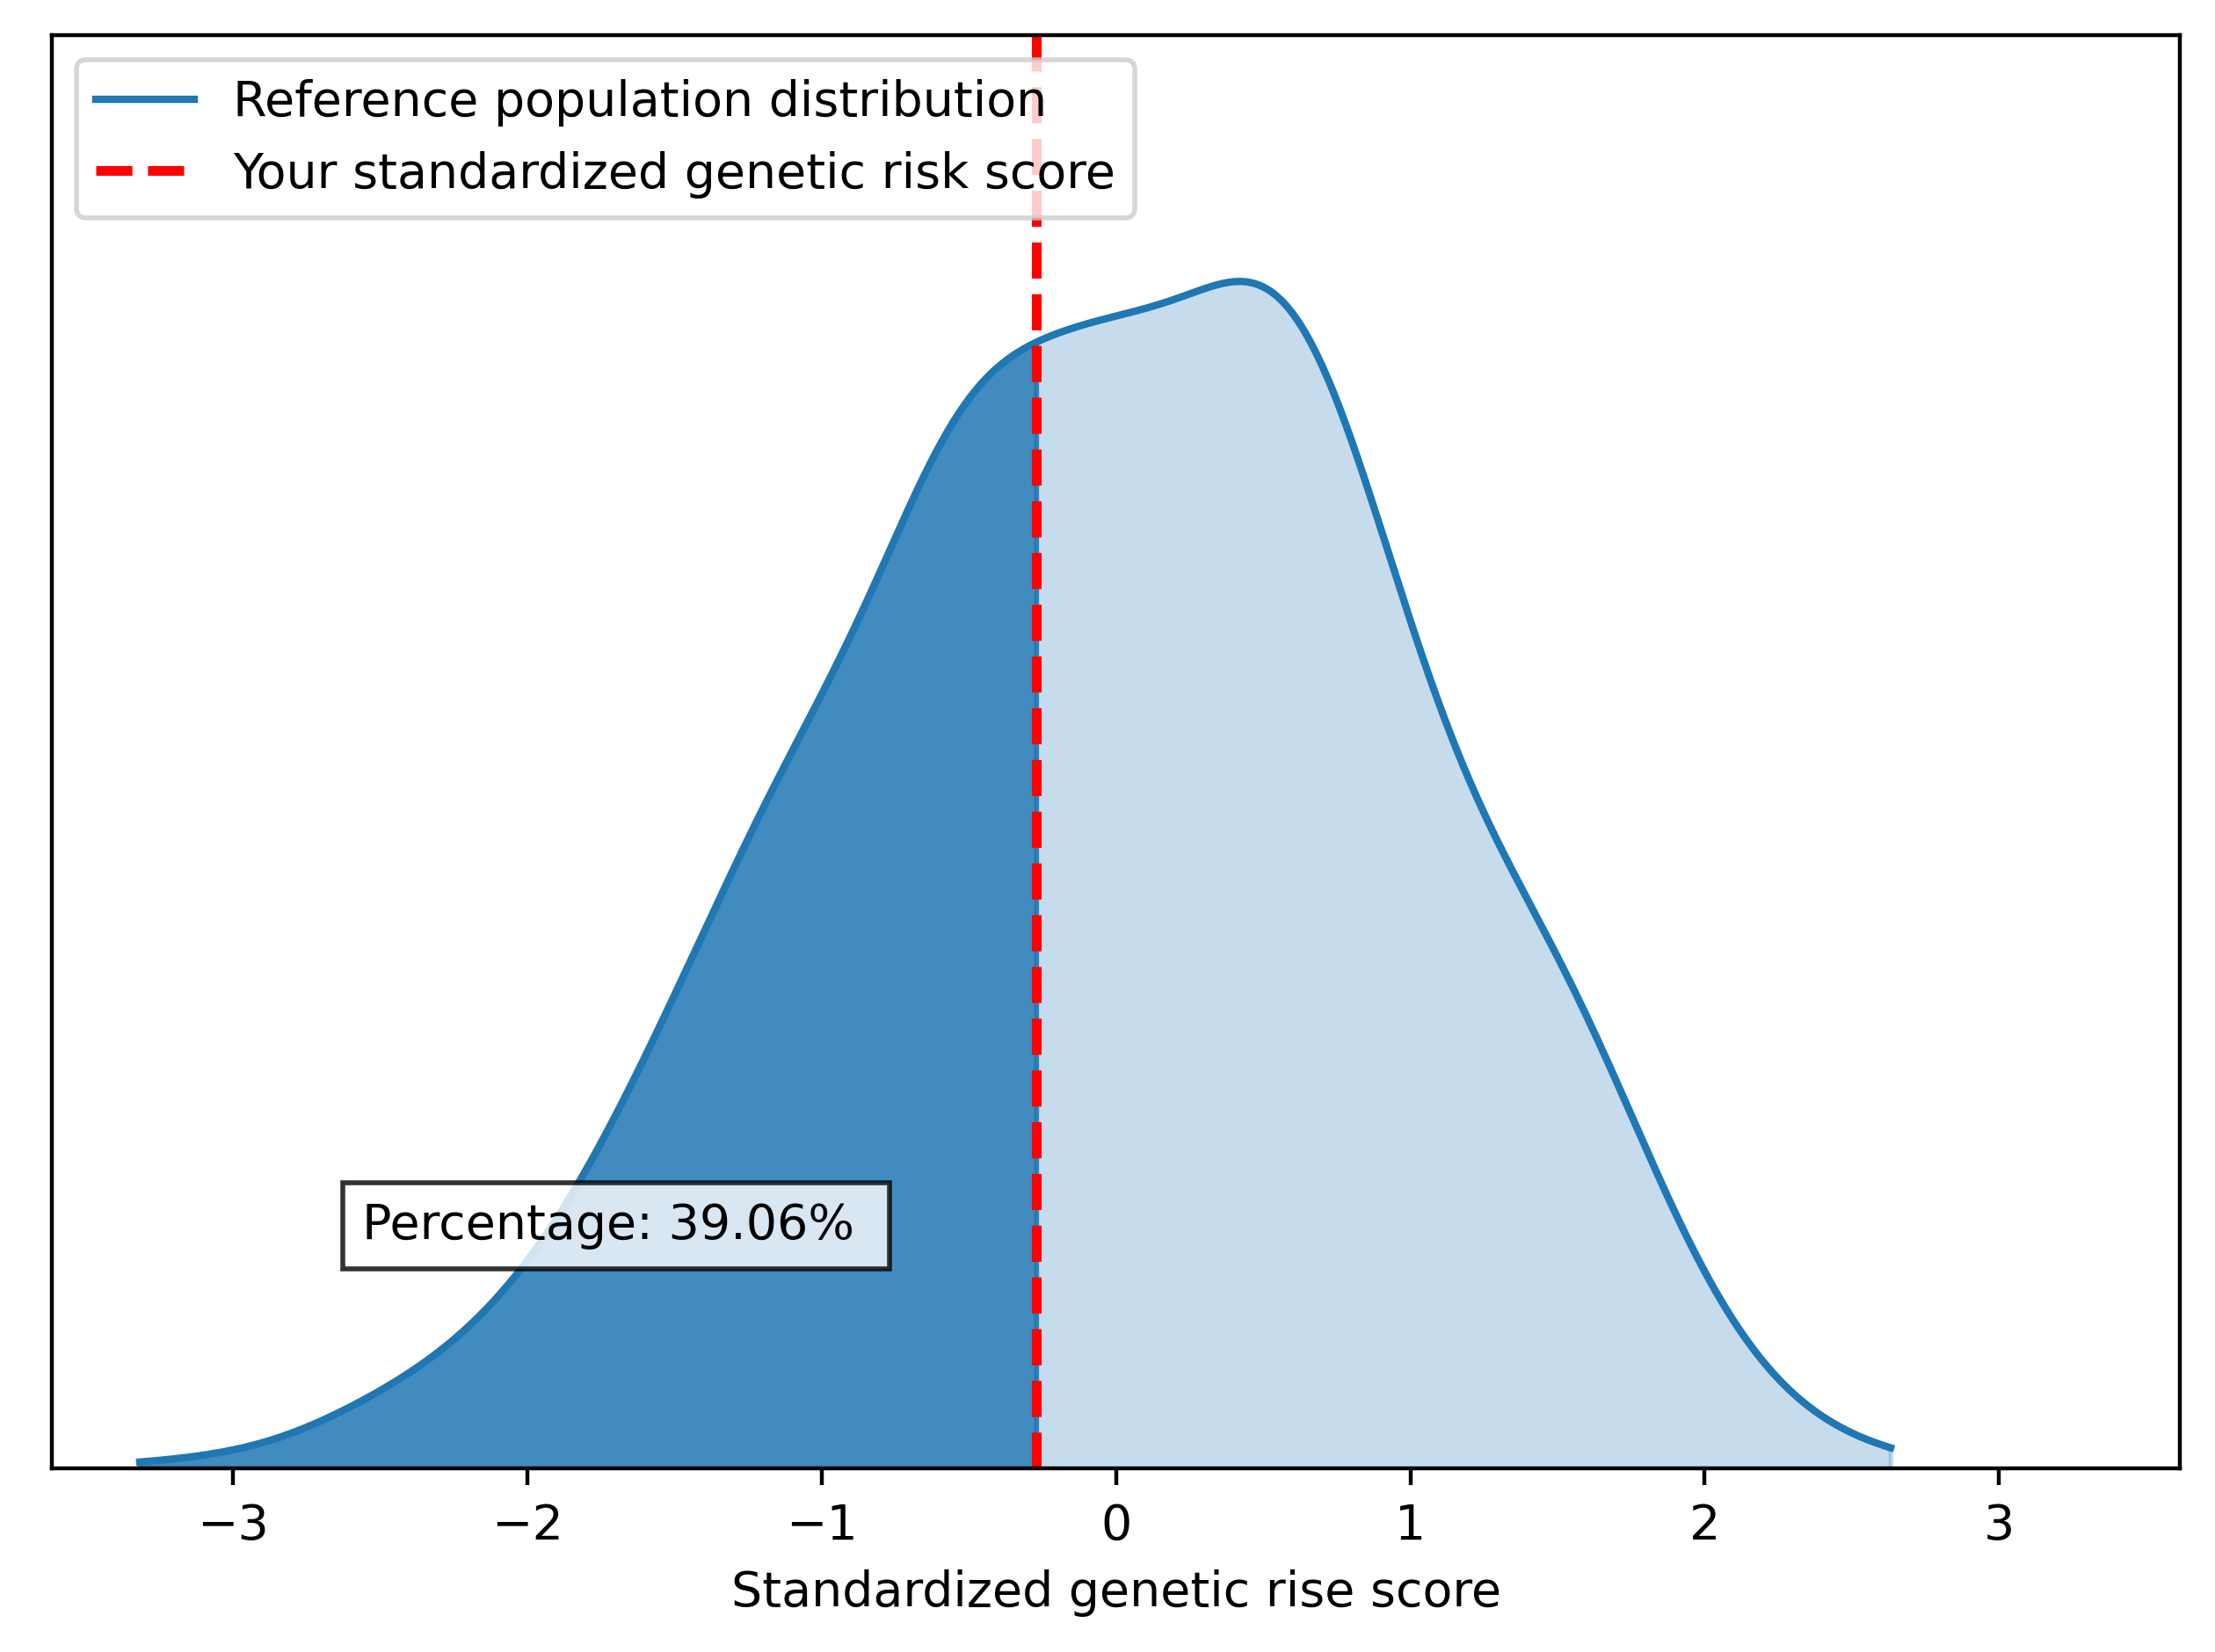 Reference population distribution
Your standardized genetic risk score
Percentage: 39.06%
−3 −2 −1 0 1 2 3
Standardized genetic rise score